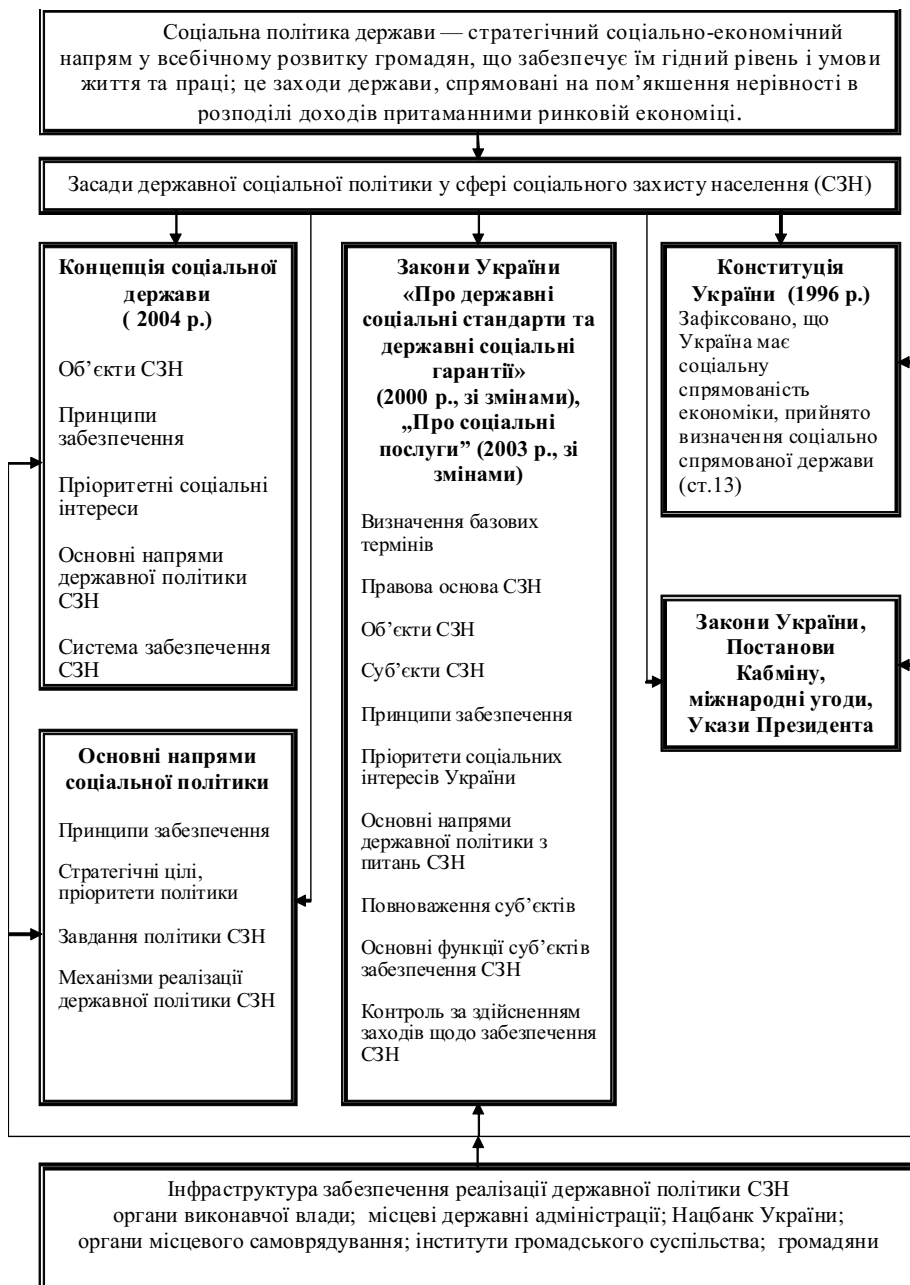 Соціальна політика держави — стратегічний соціально-економічний
напрям у всебічному розвитку громадян, що забезпечує їм гідний рівень і умови
життя та праці; це заходи держави, спрямовані на пом’якшення нерівності в
розподілі доходів притаманними ринковій економіці.
Засади державної соціальної політики у сфері соціального захисту населення (СЗН)
Концепція соціальної
держави
( 2004 р.)
Об’єкти СЗН
Принципи
забезпечення
Пріоритетні соціальні
інтереси
Основні напрями
державної політики
СЗН
Система забезпечення
СЗН
Основні напрями
соціальної політики
Принципи забезпечення
Стратегічні цілі,
пріоритети політики
Завдання політики СЗН
Механізми реалізації
державної політики СЗН
Закони України
«Про державні
соціальні стандарти та
державні соціальні
гарантії»
(2000 р., зі змінами),
„Про соціальні
послуги” (2003 р., зі
змінами)
Визначення базових
термінів
Правова основа СЗН
Об’єкти СЗН
Суб’єкти СЗН
Принципи забезпечення
Пріоритети соціальних
інтересів України
Основні напрями
державної політики з
питань СЗН
Повноваження суб’єктів
Основні функції суб’єктів
забезпечення СЗН
Контроль за здійсненням
заходів щодо забезпечення
СЗН
Конституція
України (1996 р.)
Зафіксовано, що
Україна має
соціальну
спрямованість
економіки, прийнято
визначення соціально
спрямованої держави
(ст.13)
Закони України,
Постанови
Кабміну,
міжнародні угоди,
Укази Президента
Інфраструктура забезпечення реалізації державної політики СЗН
органи виконавчої влади; місцеві державні адміністрації; Нацбанк України;
органи місцевого самоврядування; інститути громадського суспільства; громадяни